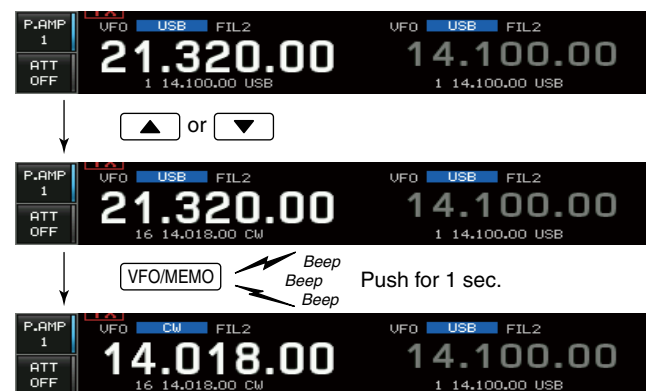 P.AMP
1
VFO USB FIL2 VFO USB FIL2
21.320.00 14.100.00
ATT
OFF
1 14.100.00 USB 1 14.100.00 USB
▲ or ▼
P.AMP
1
VFO USB FIL2 VFO USB FIL2
21.320.00 14.100.00
ATT
OFF
16 14.018.00 CW 1 14.100.00 USB
VFO/MEMO Beep
Beep Push for 1 sec.
Beep
P.AMP
1
VFO CW FIL2 VFO USB FIL2
14.018.00 14.100.00
ATT
OFF
16 14.018.00 CW 1 14.100.00 USB